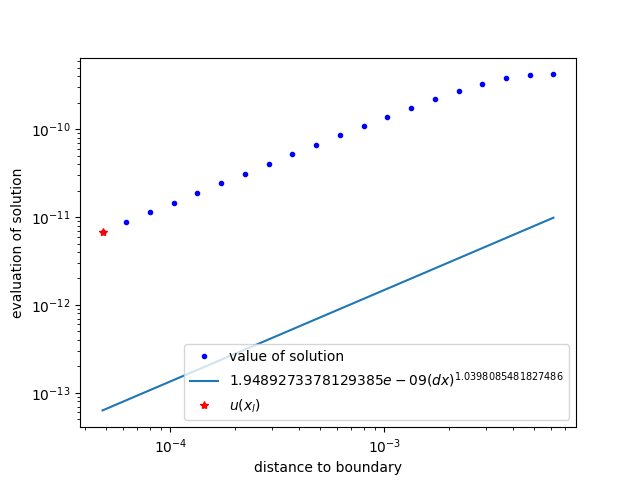 10⁻¹⁰
10⁻¹¹
10⁻¹²
10⁻¹³
evaluation of solution
value of solution
1.9489273378129385e − 09(dx)^1.0398085481827486
u(x_l)
10⁻⁴
10⁻³
distance to boundary